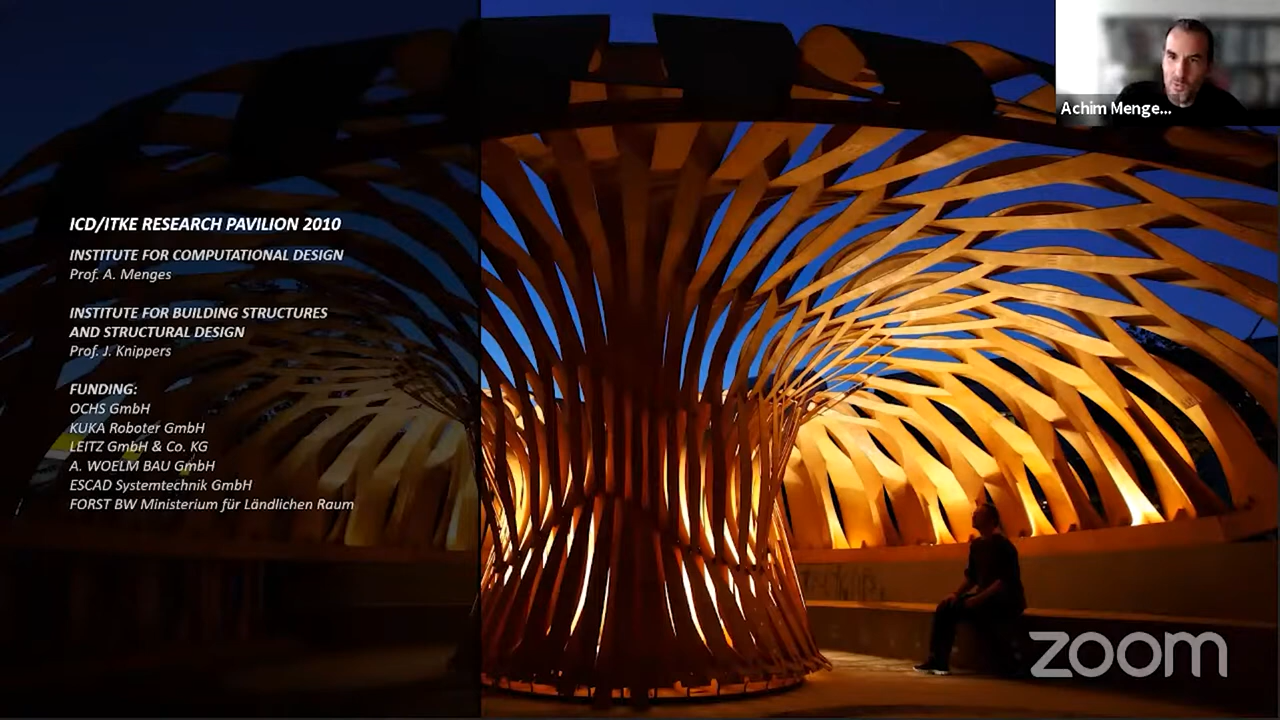 Achim Menge...
ICD/ITKE RESEARCH PAVILION 2010
INSTITUTE FOR COMPUTATIONAL DESIGN
Prof. A. Menges
INSTITUTE FOR BUILDING STRUCTURES
AND STRUCTURAL DESIGN
Prof. J. Knippers
FUNDING:
OCHS GmbH
KUKA Roboter GmbH
LEITZ GmbH & Co. KG
A. WOELM BAU GmbH
ESCAD Systemtechnik GmbH
FORST BW Ministerium für Ländlichen Raum
zoom